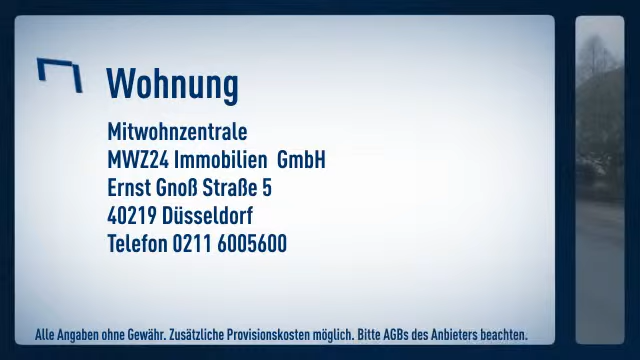 Wohnung
Mitwohnzentrale
MWZ24 Immobilien GmbH
Ernst Gnoß Straße 5
40219 Düsseldorf
Telefon 0211 6005600
Alle Angaben ohne Gewähr. Zusätzliche Provisionskosten möglich. Bitte AGBs des Anbieters beachten.